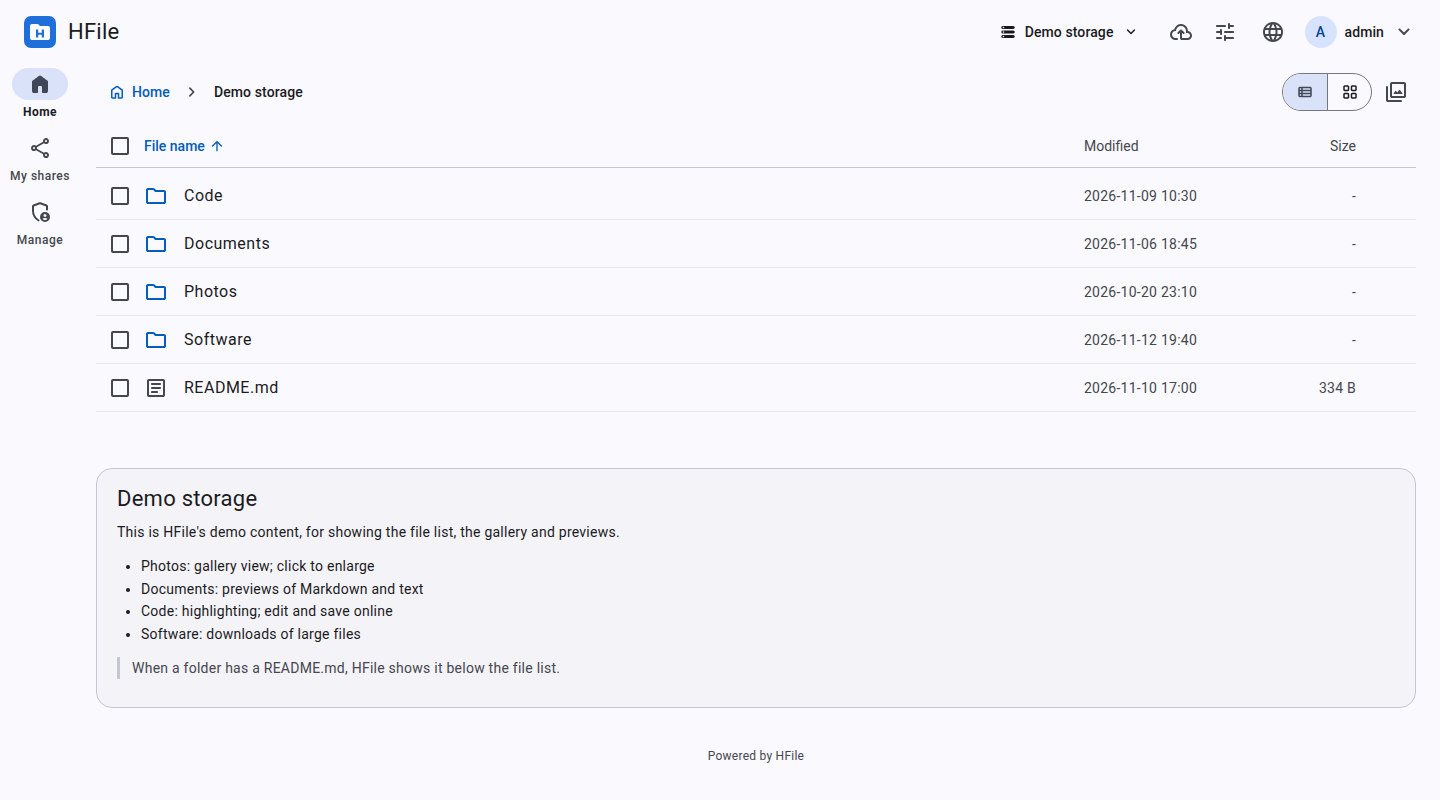 HFile
Demo storage
A admin
Home
My shares
Manage
Home > Demo storage
File name Modified Size
Code 2026-11-09 10:30 -
Documents 2026-11-06 18:45 -
Photos 2026-10-20 23:10 -
Software 2026-11-12 19:40 -
README.md 2026-11-10 17:00 334 B
Demo storage
This is HFile's demo content, for showing the file list, the gallery and previews.
• Photos: gallery view; click to enlarge
• Documents: previews of Markdown and text
• Code: highlighting; edit and save online
• Software: downloads of large files
When a folder has a README.md, HFile shows it below the file list.
Powered by HFile